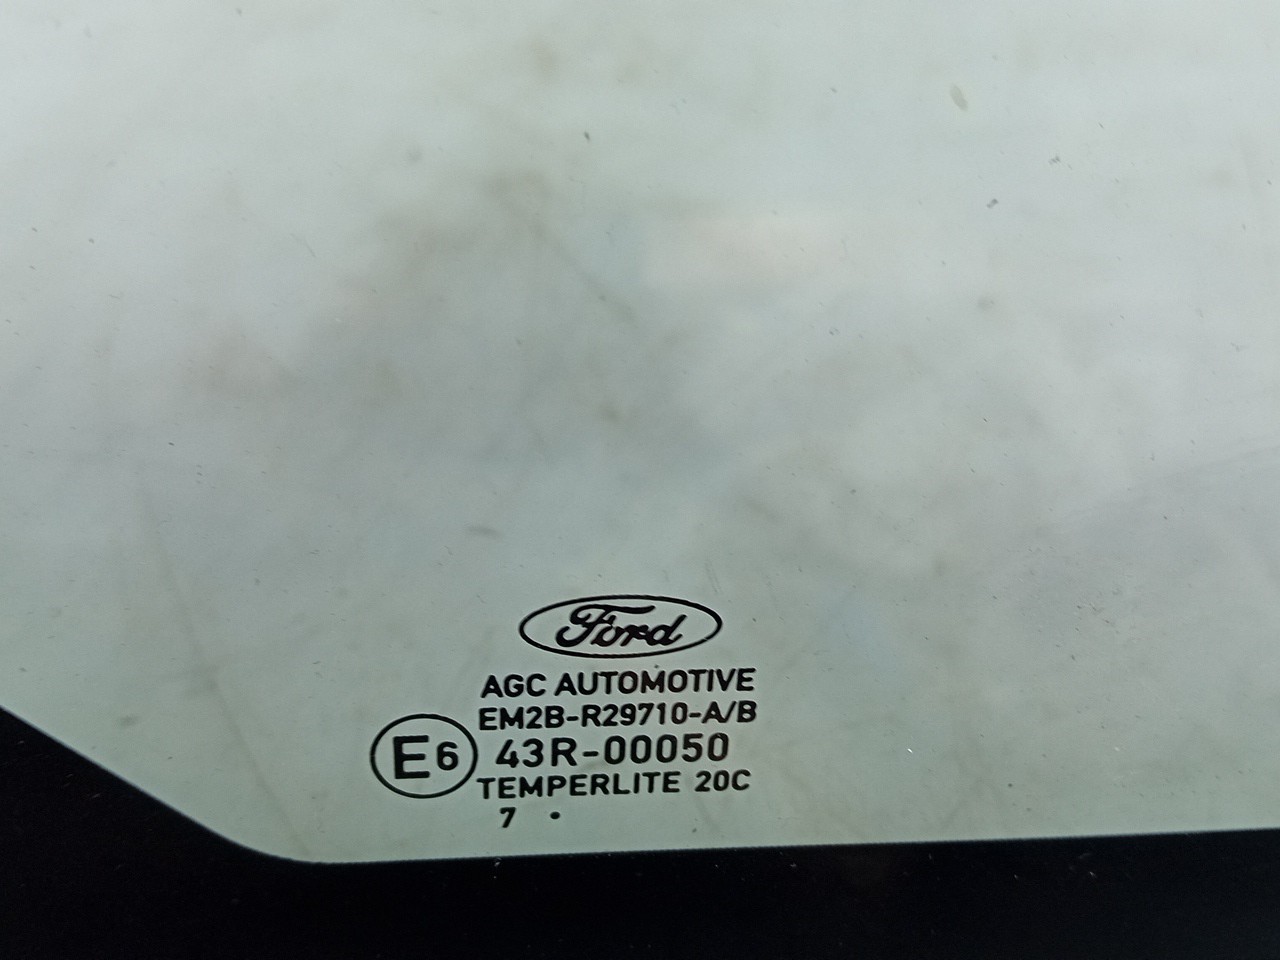 Ford
AGC AUTOMOTIVE
EM2B-R29710-A/B
E6 43R-00050
TEMPERLITE 20C
7 •